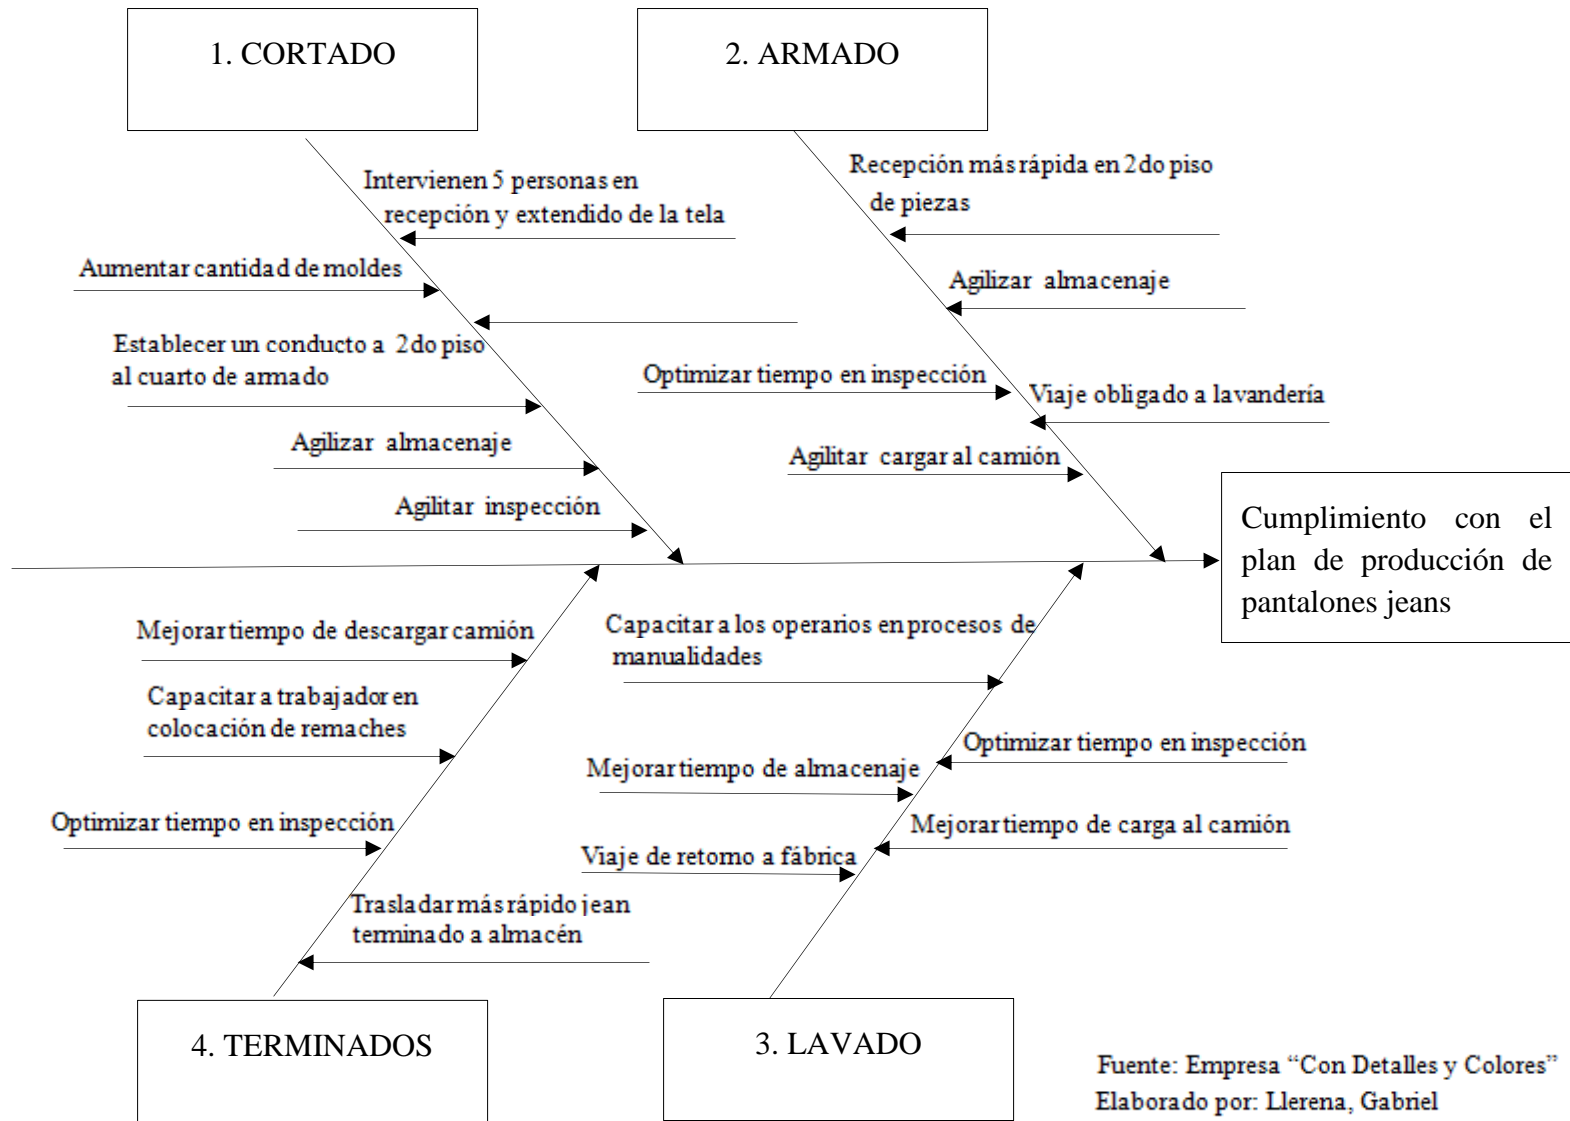 1. CORTADO
2. ARMADO
Intervienen 5 personas en
recepción y extendido de la tela
Aumentar cantidad de moldes
Establecer un conducto a 2do piso
al cuarto de armado
Agilizar almacenaje
Agilitar inspección
Recepción más rápida en 2do piso
de piezas
Agilizar almacenaje
Optimizar tiempo en inspección
Viaje obligado a lavandería
Agilitar cargar al camión
Cumplimiento con el
plan de producción de
pantalones jeans
Mejorar tiempo de descargar camión
Capacitar a trabajador en
colocación de remaches
Optimizar tiempo en inspección
Trasladar más rápido jean
terminado a almacén
Capacitar a los operarios en procesos de
manualidades
Optimizar tiempo en inspección
Mejorar tiempo de almacenaje
Mejorar tiempo de carga al camión
Viaje de retorno a fábrica
4. TERMINADOS
3. LAVADO
Fuente: Empresa “Con Detalles y Colores”
Elaborado por: Llerena, Gabriel